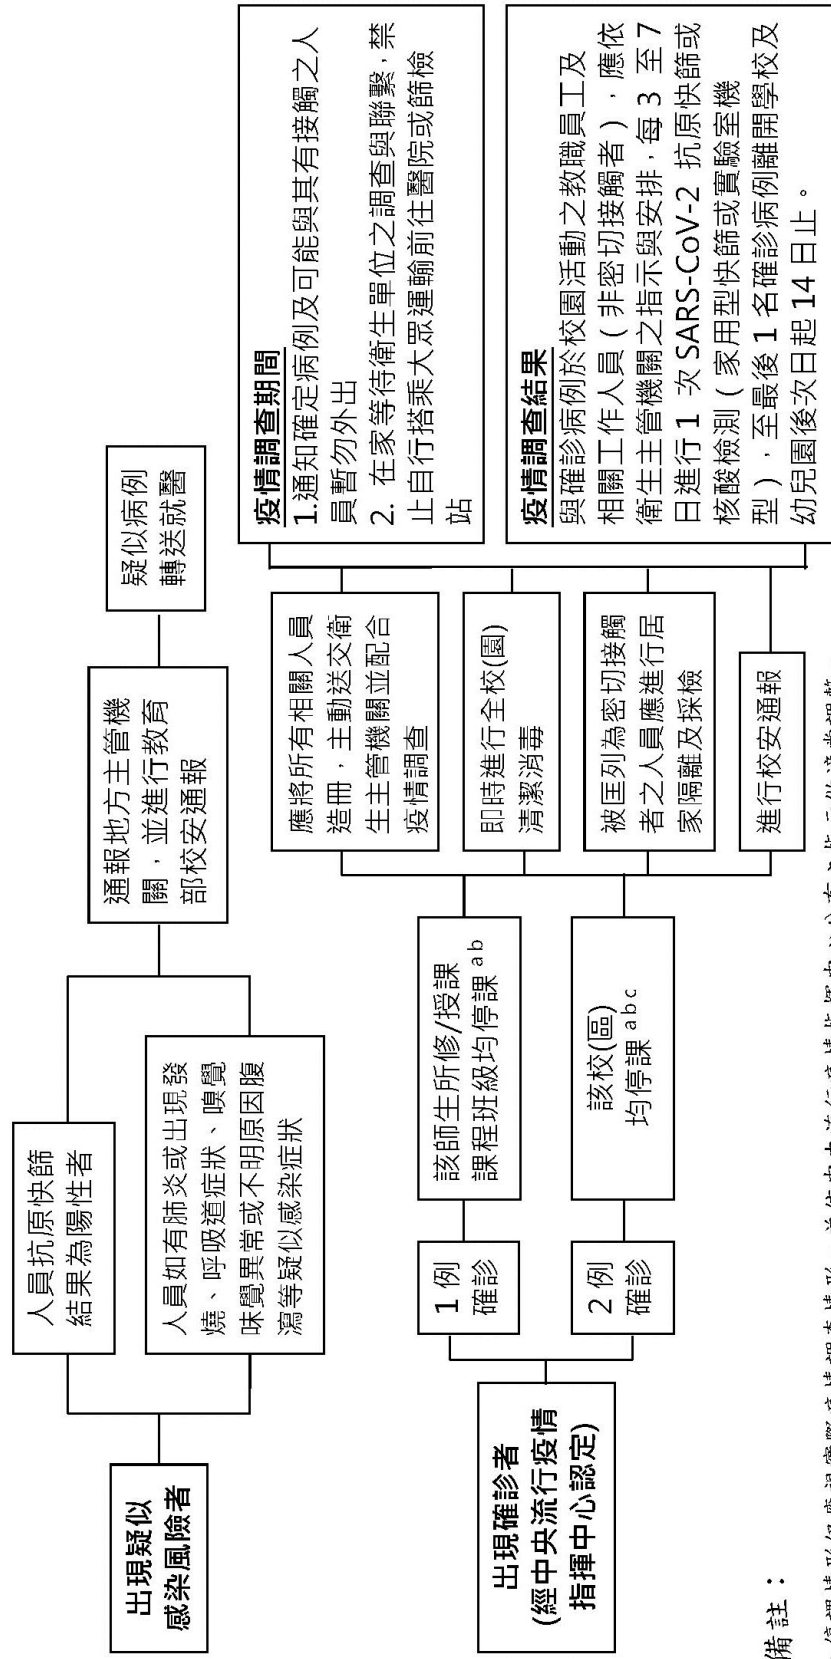 出現疑似
感染風險者
人員抗原快篩
結果為陽性者
人員如有肺炎或出現發
燒、呼吸道症狀、嗅覺
味覺異常或不明原因腹
瀉等疑似感染症狀
通報地方主管機
關，並進行教育
部校安通報
疑似病例
轉送就醫
出現確診者
(經中央流行疫情
指揮中心認定)
1 例
確診
該師生所修/授課
課程班級均停課 ab
2 例
確診
該校(區)
均停課 abc
應將所有相關人員
造冊，主動送交衛
生主管機關並配合
疫情調查
即時進行全校(園)
清潔消毒
被匡列為密切接觸
者之人員應進行居
家隔離及採檢
進行校安通報
疫情調查期間
1.通知確定病例及可能與其有接觸之人
員暫勿外出
2. 在家等待衛生單位之調查與聯繫，禁
止自行搭乘大眾運輸前往醫院或篩檢
站
疫情調查結果
與確診病例於校園活動之教職員工及
相關工作人員（非密切接觸者），應依
衛生主管機關之指示與安排，每 3 至 7
日進行 1 次 SARS-CoV-2 抗原快篩或
核酸檢測（家用型快篩或實驗室機
型），至最後 1 名確診病例離開學校及
幼兒園後次日起 14 日止。
備註：